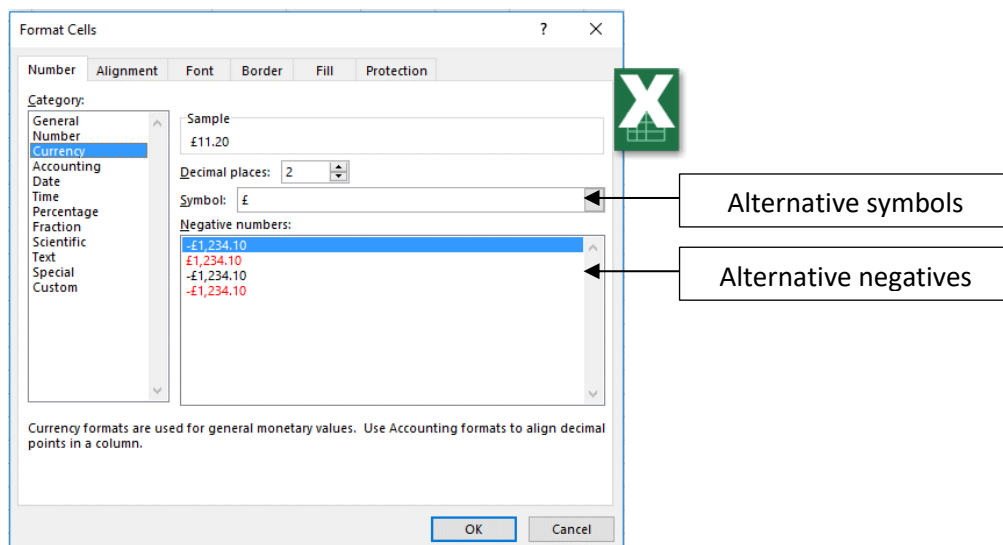 Format Cells
?
Number Alignment Font Border Fill Protection
Category:
General
Number
Currency
Accounting
Date
Time
Percentage
Fraction
Scientific
Text
Special
Custom
Sample
£11.20
Decimal places: 2
Symbol: £
Negative numbers:
-£1,234.10
£1,234.10
-£1,234.10
-£1,234.10
Currency formats are used for general monetary values. Use Accounting formats to align decimal
points in a column.
OK Cancel
X
Alternative symbols
Alternative negatives